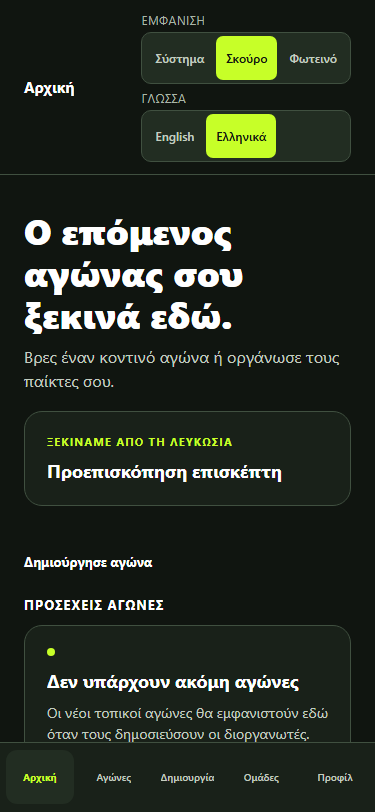 ΕΜΦΑΝΙΣΗ
Σύστημα Σκούρο Φωτεινό
Αρχική
ΓΛΩΣΣΑ
English Ελληνικά
Ο επόμενος
αγώνας σου
ξεκινά εδώ.
Βρες έναν κοντινό αγώνα ή οργάνωσε τους
παίκτες σου.
ΞΕΚΙΝΑΜΕ ΑΠΟ ΤΗ ΛΕΥΚΩΣΙΑ
Προεπισκόπηση επισκέπτη
Δημιούργησε αγώνα
ΠΡΟΣΕΧΕΙΣ ΑΓΩΝΕΣ
Δεν υπάρχουν ακόμη αγώνες
Οι νέοι τοπικοί αγώνες θα εμφανιστούν εδώ
όταν τους δημοσιεύσουν οι διοργανωτές.
Αρχική Αγώνες Δημιουργία Ομάδες Προφίλ